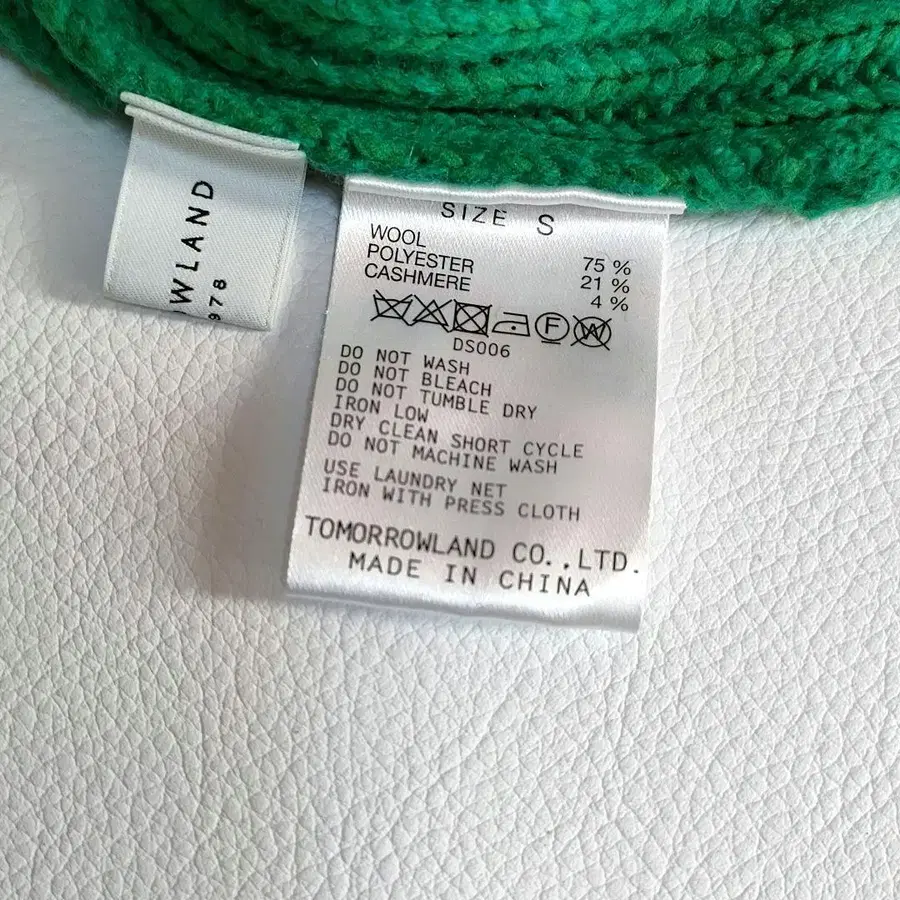 OWLAND
978
SIZE S
WOOL 75 %
POLYESTER 21 %
CASHMERE 4 %
F W
DS006
DO NOT WASH
DO NOT BLEACH
DO NOT TUMBLE DRY
IRON LOW
DRY CLEAN SHORT CYCLE
DO NOT MACHINE WASH
USE LAUNDRY NET
IRON WITH PRESS CLOTH
TOMORROWLAND CO.,LTD.
MADE IN CHINA